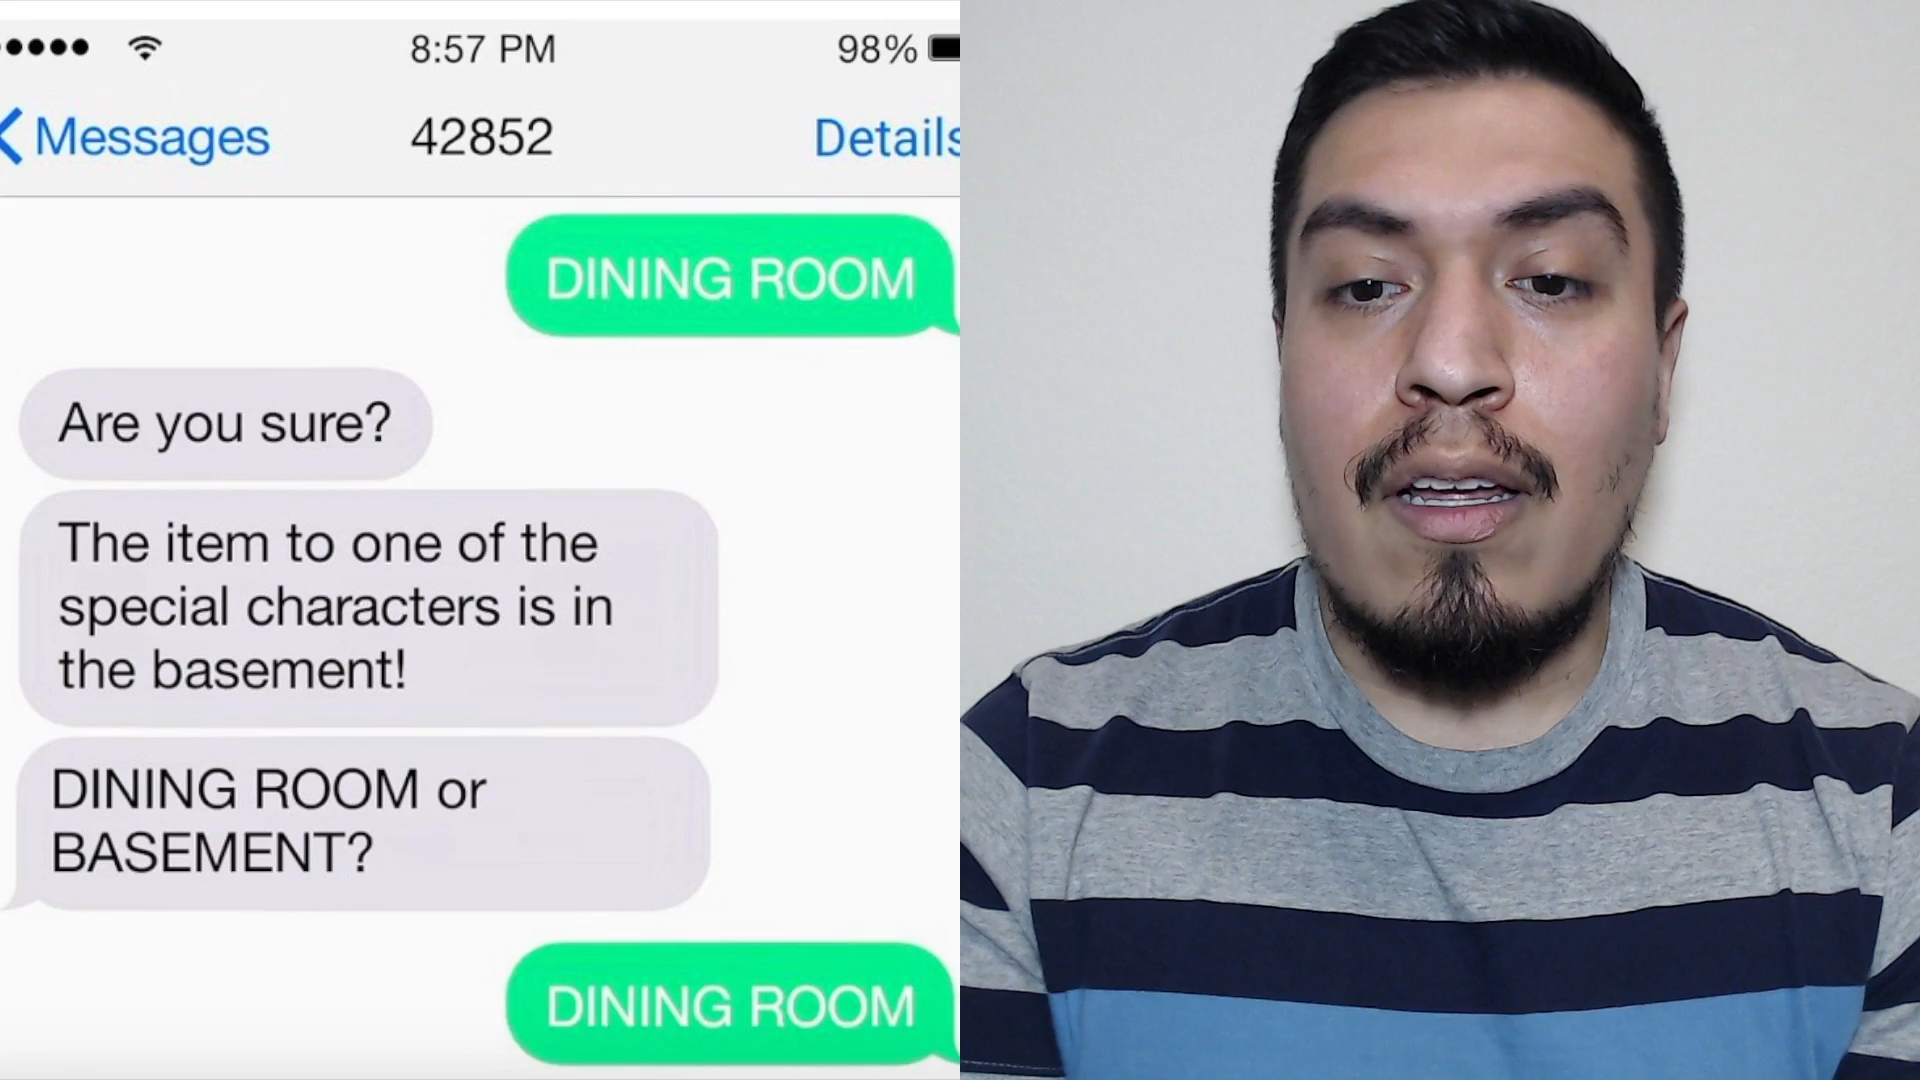 8:57 PM
98%
Messages
42852
Details
DINING ROOM
Are you sure?
The item to one of the
special characters is in
the basement!
DINING ROOM or
BASEMENT?
DINING ROOM